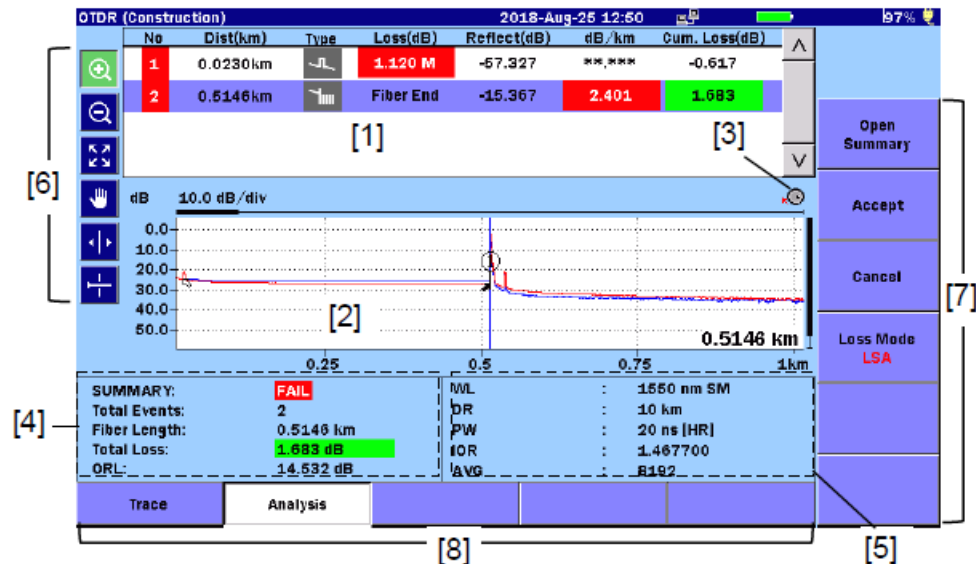 OTDR (Construction) 2018-Aug-25 12:50 97%
No Dist(km) Type Loss(dB) Reflect(dB) dB/km Cum. Loss(dB)
1 0.0230km 1.120 M -57.327 **.*** -0.617
2 0.5146km Fiber End -15.367 2.401 1.683
[1]
[3]
[6]
Open
Summary
dB 10.0 dB/div
Accept
0.0
10.0
20.0
30.0
40.0
50.0
[2]
0.5146 km
0.25 0.5 0.75 1km
Cancel
[7]
Loss Mode
LSA
[4]
SUMMARY: FAIL
Total Events: 2
Fiber Length: 0.5146 km
Total Loss: 1.683 dB
ORL: 14.532 dB
WL : 1550 nm SM
DR : 10 km
PW : 20 ns [HR]
IOR : 1.467700
AVG : 8192
Trace Analysis
[8]
[5]